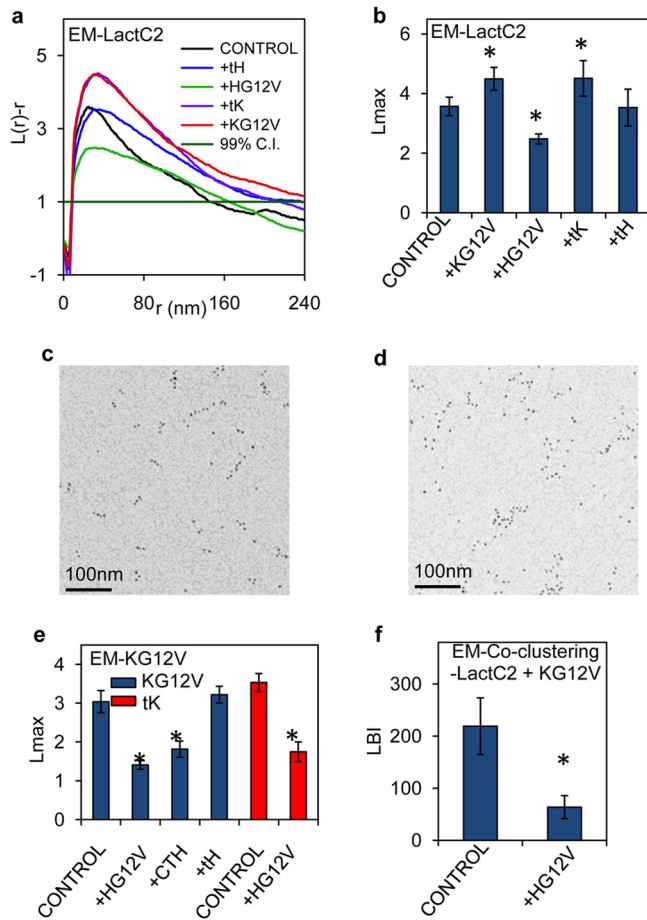 a
EM-LactC2
CONTROL
+tH
+HG12V
+tK
+KG12V
99% C.I.
L(r)-r
5
3
1
-1
0
80
160
240
r (nm)
b
EM-LactC2
Lmax
6
4
2
0
*
*
*
CONTROL
+KG12V
+HG12V
+tK
+tH
c
100nm
d
100nm
e
EM-KG12V
KG12V
tK
Lmax
4
3
2
1
0
*
*
*
CONTROL
+HG12V
+CTH
+tH
CONTROL
+HG12V
f
EM-Co-clustering
-LactC2 + KG12V
LBI
300
200
100
0
*
CONTROL
+HG12V